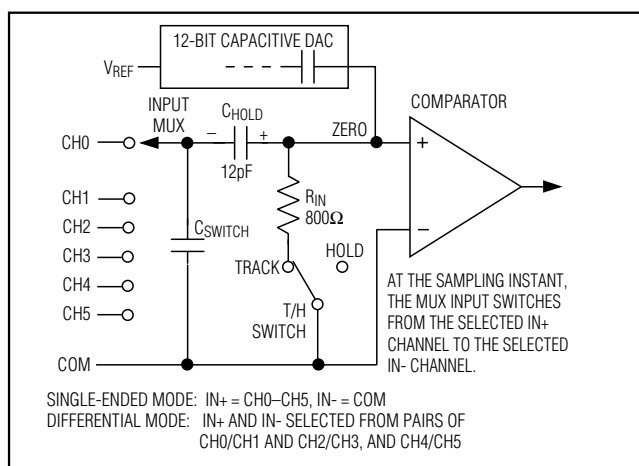 12-BIT CAPACITIVE DAC
VREF
INPUT
MUX
CHOLD
ZERO
COMPARATOR
CH0
– +
12pF
+
CH1
RIN
800Ω
CH2
CSWITCH
–
CH3
HOLD
CH4
TRACK
CH5
T/H
SWITCH
AT THE SAMPLING INSTANT,
THE MUX INPUT SWITCHES
FROM THE SELECTED IN+
CHANNEL TO THE SELECTED
IN- CHANNEL.
COM
SINGLE-ENDED MODE: IN+ = CH0–CH5, IN- = COM
DIFFERENTIAL MODE: IN+ AND IN- SELECTED FROM PAIRS OF
CH0/CH1 AND CH2/CH3, AND CH4/CH5